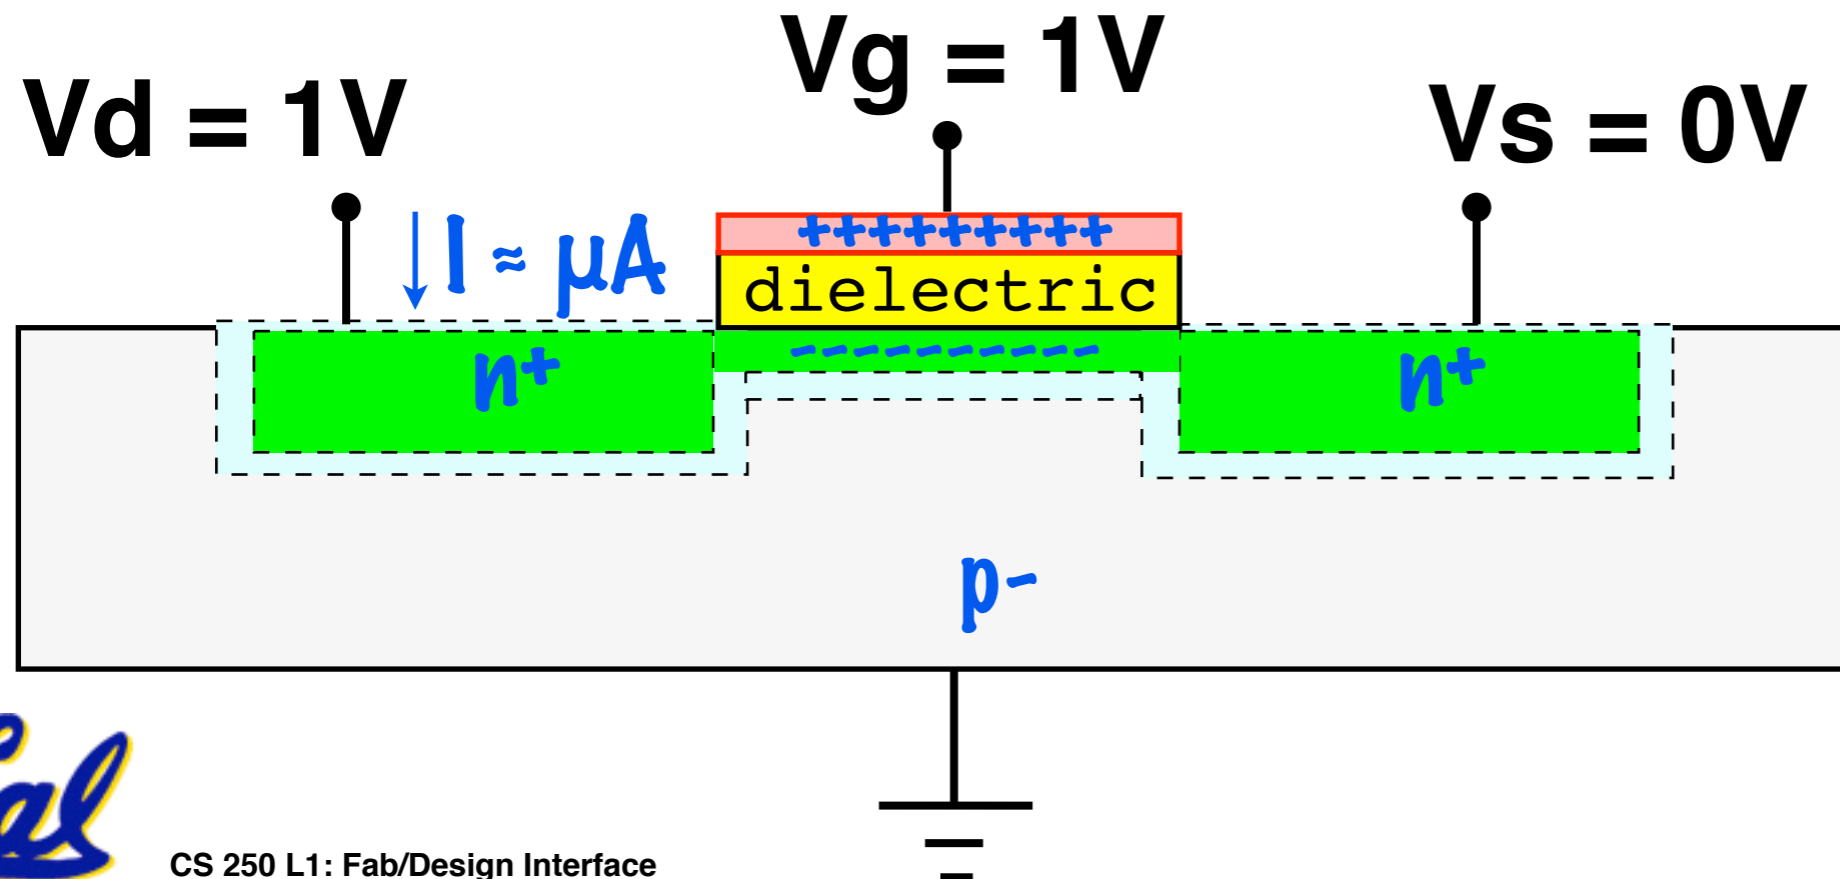 Vg = 1V
Vd = 1V
Vs = 0V
I ≈ μA
+++++++++
dielectric
----------
n+
n+
p-
Cal
CS 250 L1: Fab/Design Interface